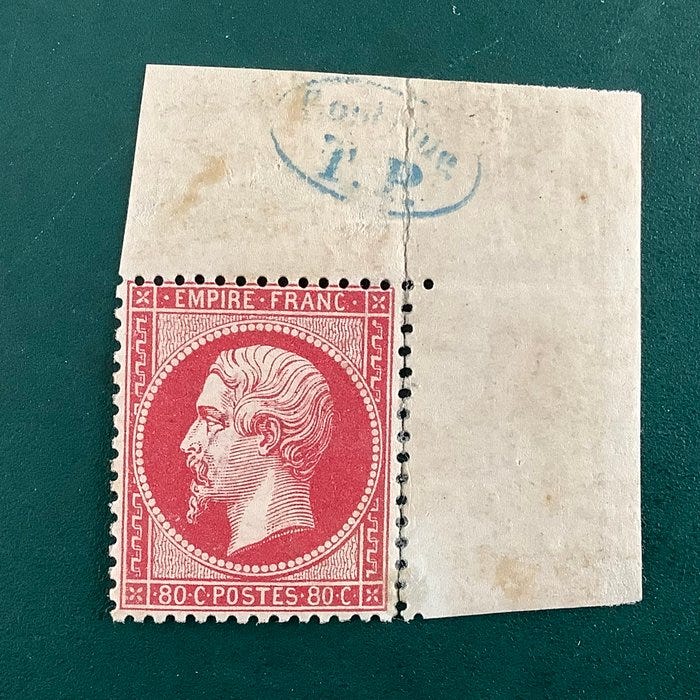 T. P.
· EMPIRE · FRANC ·
80 · C · POSTES · 80 · C